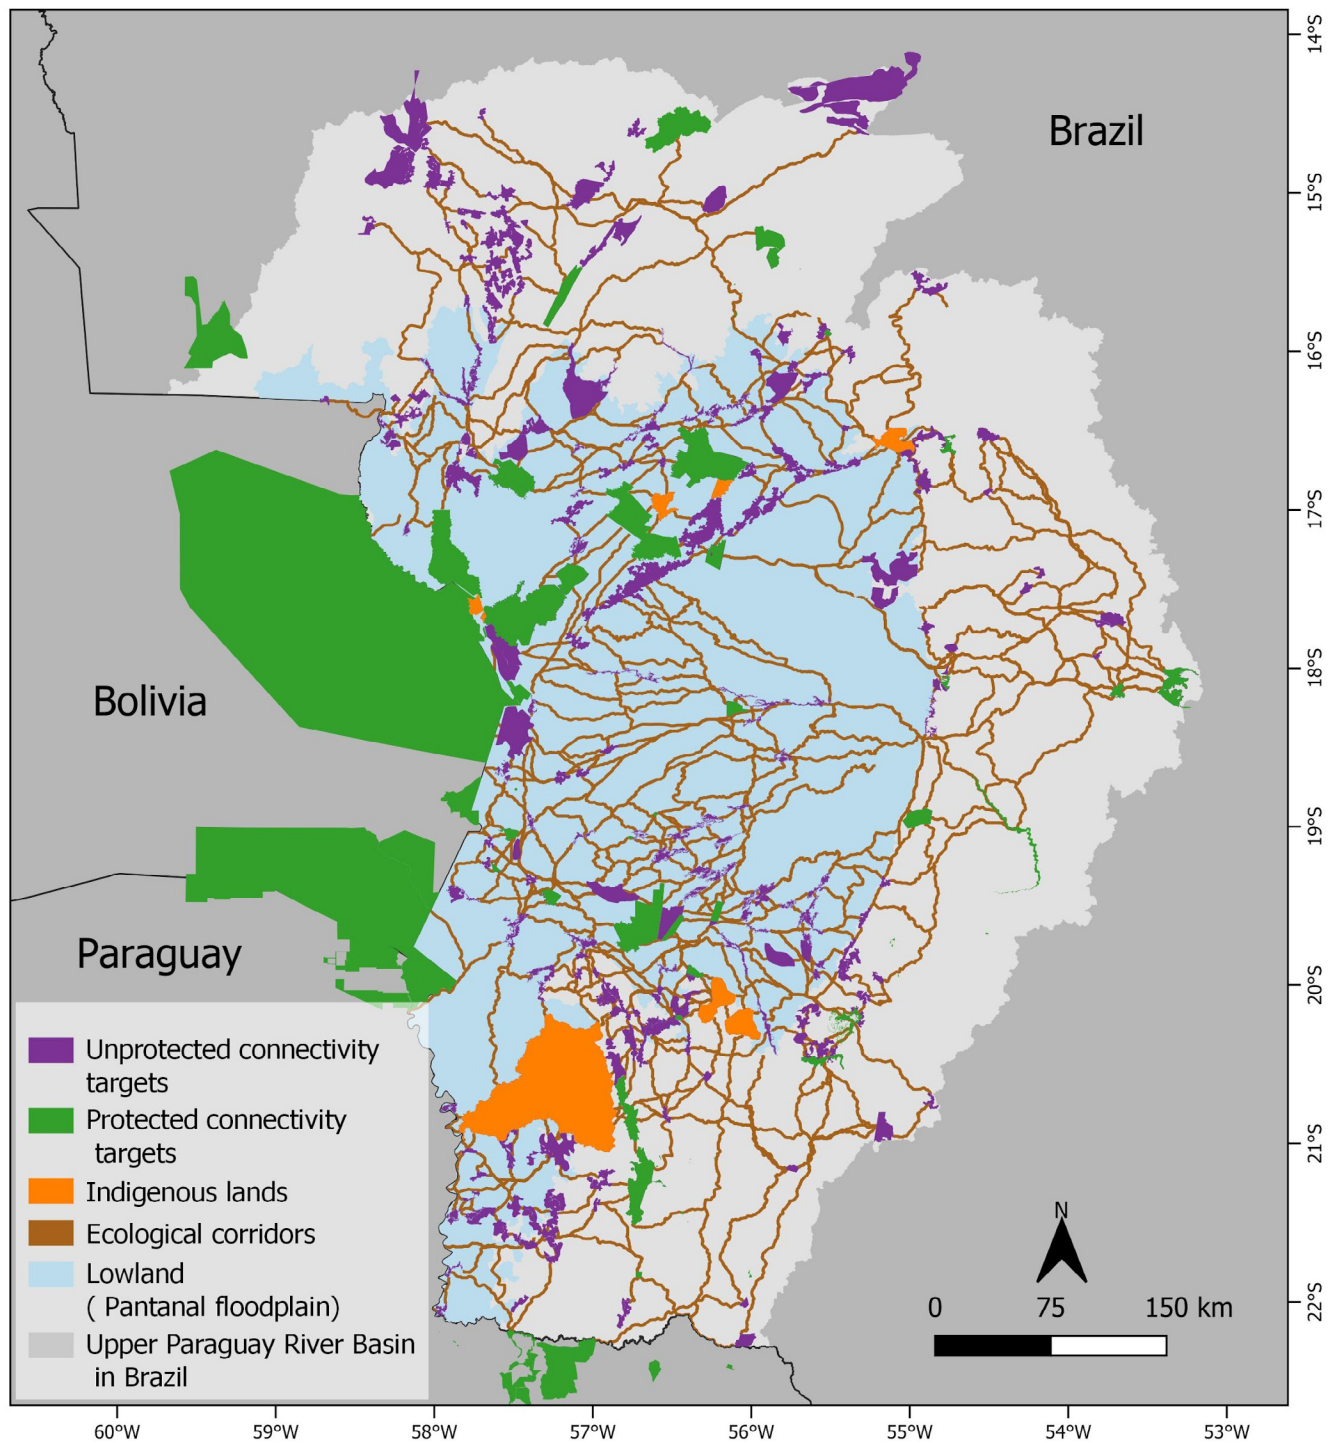 Brazil
Bolivia
Paraguay
Unprotected connectivity
targets
Protected connectivity
targets
Indigenous lands
Ecological corridors
Lowland
( Pantanal floodplain)
Upper Paraguay River Basin
in Brazil
N
0 75 150 km
14°S
15°S
16°S
17°S
18°S
19°S
20°S
21°S
22°S
60°W 59°W 58°W 57°W 56°W 55°W 54°W 53°W